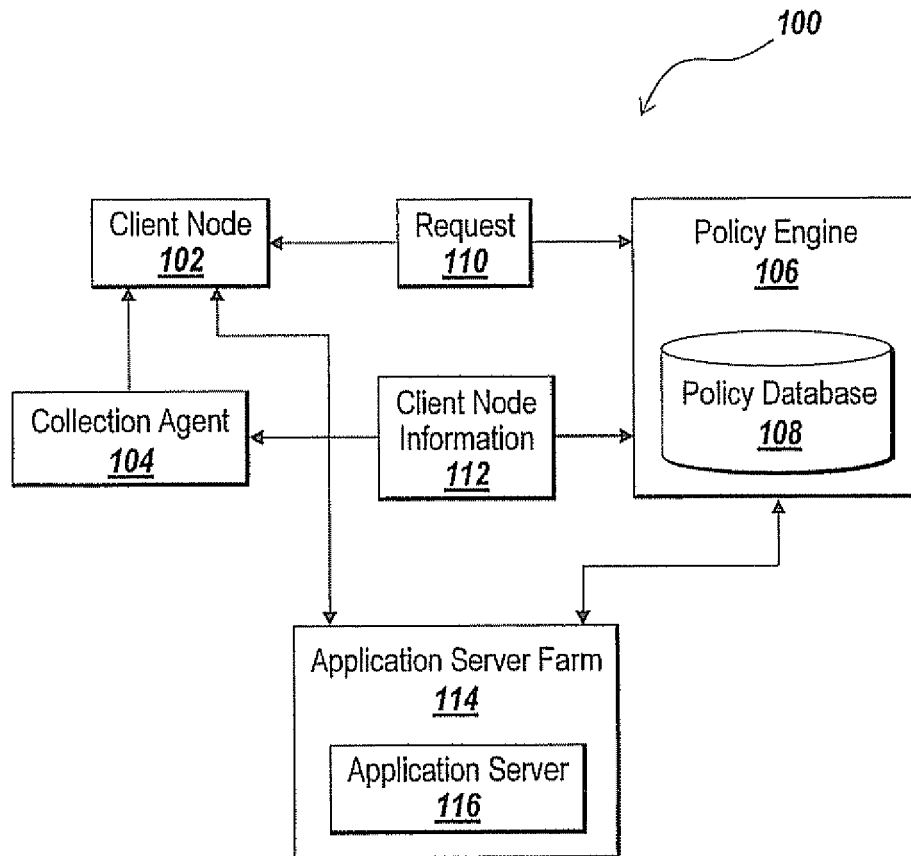 100
Client Node
102
Request
110
Policy Engine
106
Policy Database
108
Collection Agent
104
Client Node
Information
112
Application Server Farm
114
Application Server
116